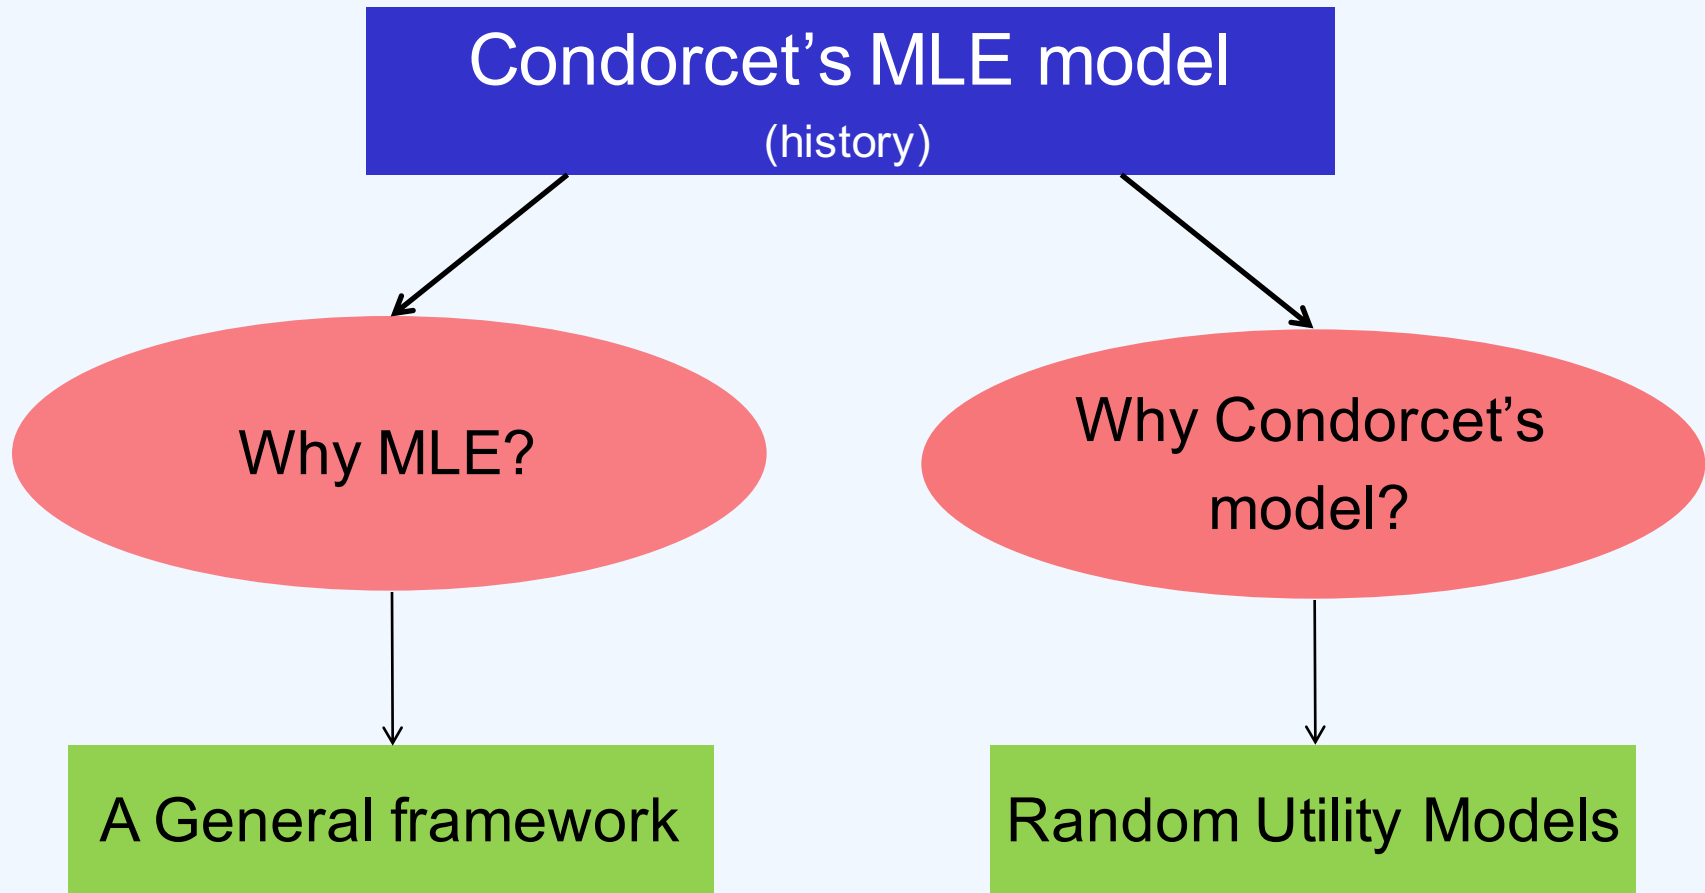 Condorcet’s MLE model
(history)
Why MLE?
Why Condorcet’s
model?
A General framework
Random Utility Models